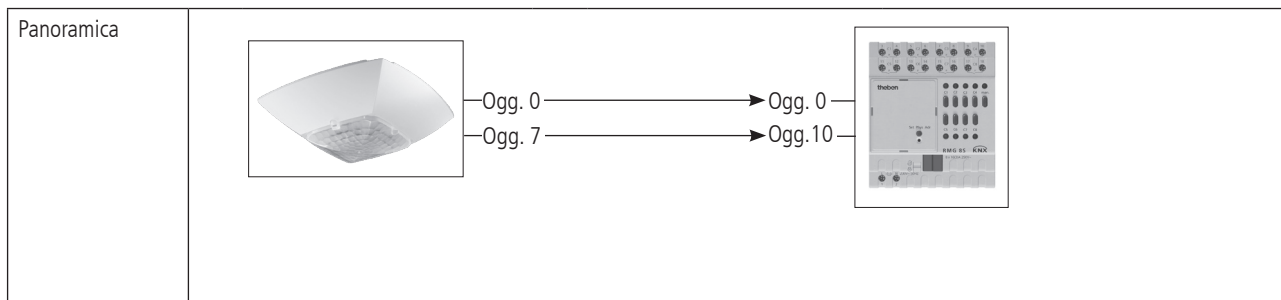 Panoramica
Ogg. 0
Ogg. 0
Ogg. 7
Ogg.10
theben
RMG 8S KNX